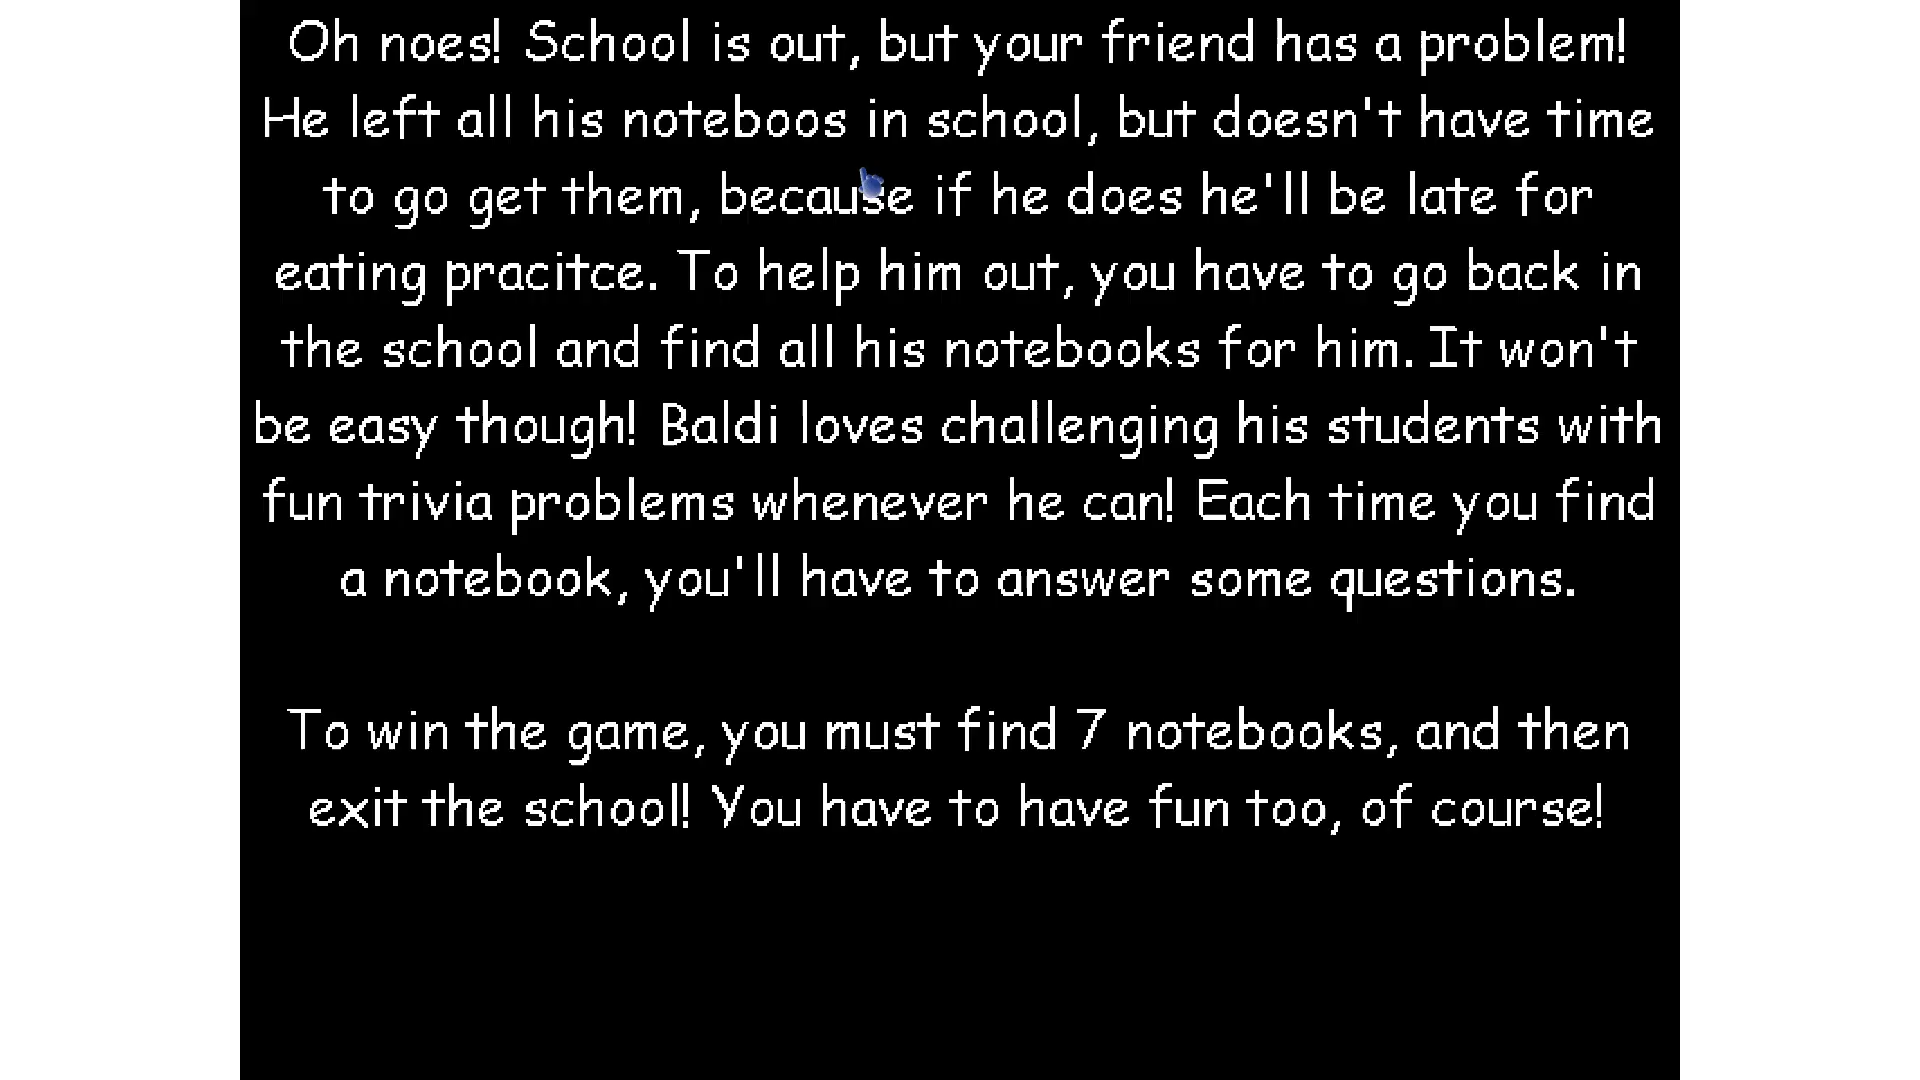 Oh noes! School is out, but your friend has a problem!
He left all his noteboos in school, but doesn't have time
to go get them, because if he does he'll be late for
eating pracitce. To help him out, you have to go back in
the school and find all his notebooks for him. It won't
be easy though! Baldi loves challenging his students with
fun trivia problems whenever he can! Each time you find
a notebook, you'll have to answer some questions.
To win the game, you must find 7 notebooks, and then
exit the school! You have to have fun too, of course!